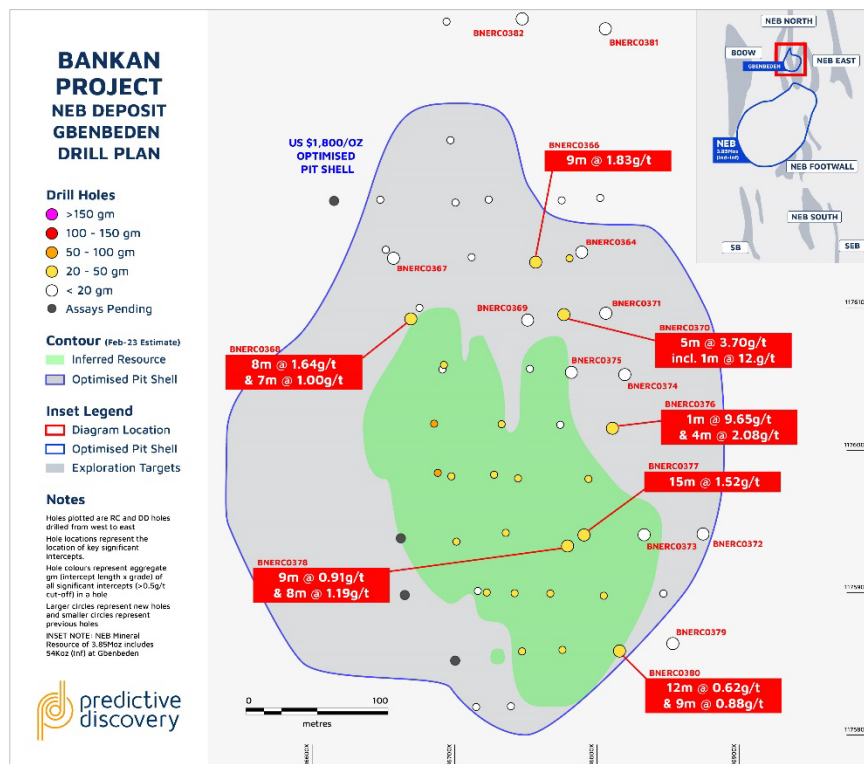 BANKAN
PROJECT
NEB DEPOSIT
GBENBEDEN
DRILL PLAN
Drill Holes
>150 gm
100 - 150 gm
50 - 100 gm
20 - 50 gm
< 20 gm
Assays Pending
Contour (Feb-23 Estimate)
Inferred Resource
Optimised Pit Shell
Inset Legend
Diagram Location
Optimised Pit Shell
Exploration Targets
Notes
Holes plotted are RC and DD holes
drilled from west to east
Hole locations represent the
location of key significant
intercepts.
Hole colours represent aggregate
gm (intercept length x grade) of
all significant intercepts (>0.5g/t
cut-off) in a hole
Larger circles represent new holes
and smaller circles represent
previous holes
INSET NOTE: NEB Mineral
Resource of 3.85Moz includes
54Koz (Inf) at Gbenbeden
predictive
discovery
BNERC0382
BNERC0381
US $1,800/OZ
OPTIMISED
PIT SHELL
BNERC0366
9m @ 1.83g/t
BNERC0367
BNERC0364
BNERC0369
BNERC0371
BNERC0368
8m @ 1.64g/t
& 7m @ 1.00g/t
BNERC0370
5m @ 3.70g/t
incl. 1m @ 12.g/t
BNERC0375
BNERC0374
BNERC0376
1m @ 9.65g/t
& 4m @ 2.08g/t
BNERC0377
15m @ 1.52g/t
BNERC0373
BNERC0372
BNERC0378
9m @ 0.91g/t
& 8m @ 1.19g/t
BNERC0379
BNERC0380
12m @ 0.62g/t
& 9m @ 0.88g/t
0
100
metres
NEB NORTH
BOOW
GBENBEDEN
NEB EAST
NEB
3.85Moz
(Ind+Inf)
NEB FOOTWALL
NEB SOUTH
SB
SEB